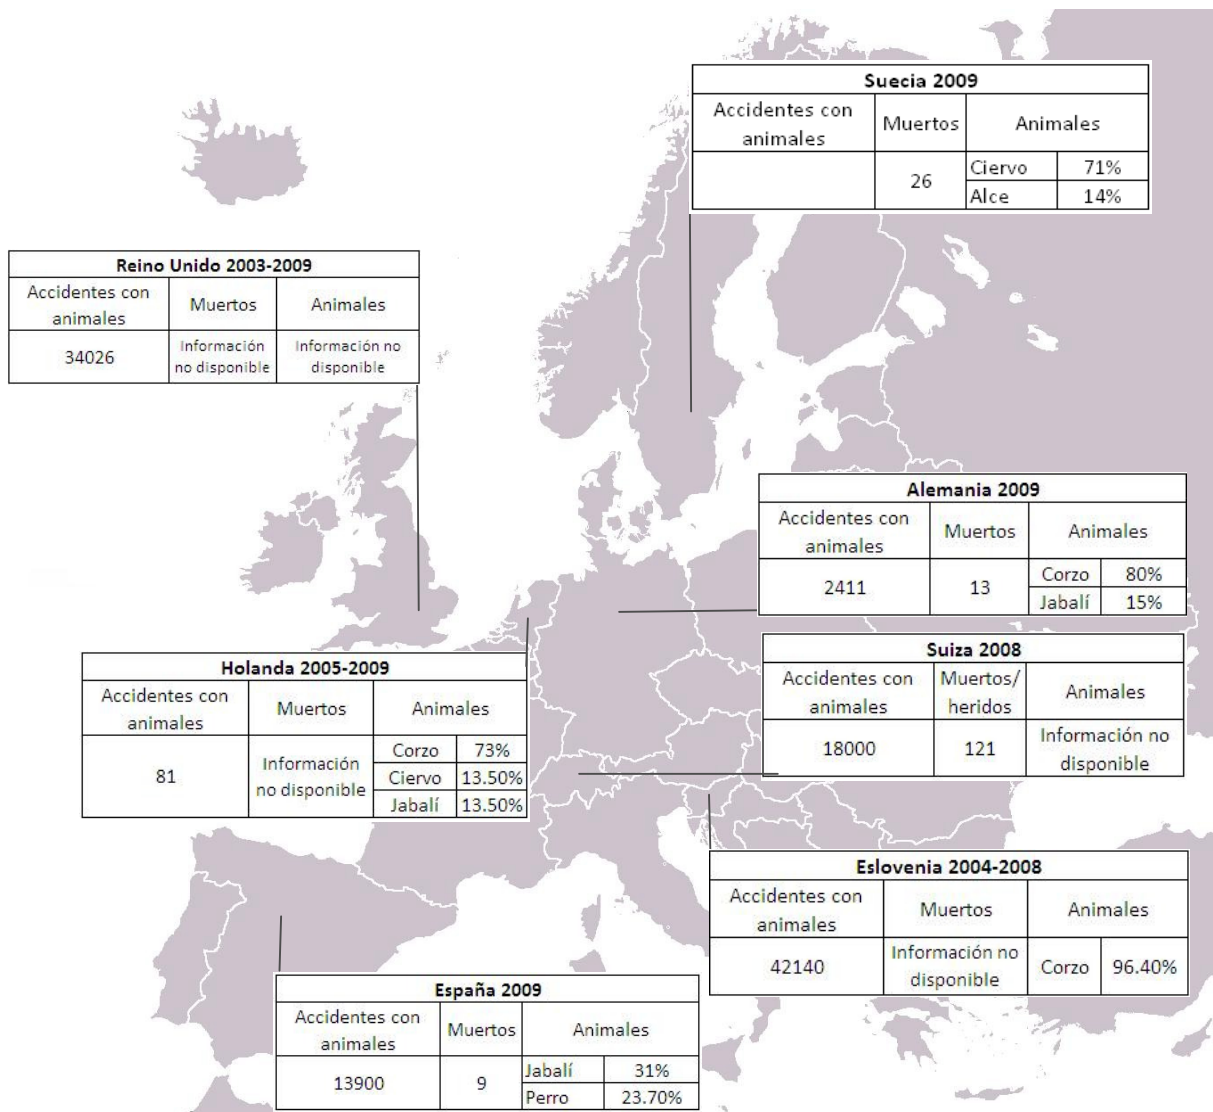 Suecia 2009
Accidentes con animales
Muertos
Animales
26
Ciervo 71%
Alce 14%
Reino Unido 2003-2009
Accidentes con animales
Muertos
Animales
34026
Información no disponible
Información no disponible
Alemania 2009
Accidentes con animales
Muertos
Animales
2411
13
Corzo 80%
Jabalí 15%
Suiza 2008
Accidentes con animales
Muertos/ heridos
Animales
18000
121
Información no disponible
Holanda 2005-2009
Accidentes con animales
Muertos
Animales
81
Información no disponible
Corzo 73%
Ciervo 13.50%
Jabalí 13.50%
Eslovenia 2004-2008
Accidentes con animales
Muertos
Animales
42140
Información no disponible
Corzo 96.40%
España 2009
Accidentes con animales
Muertos
Animales
13900
9
Jabalí 31%
Perro 23.70%